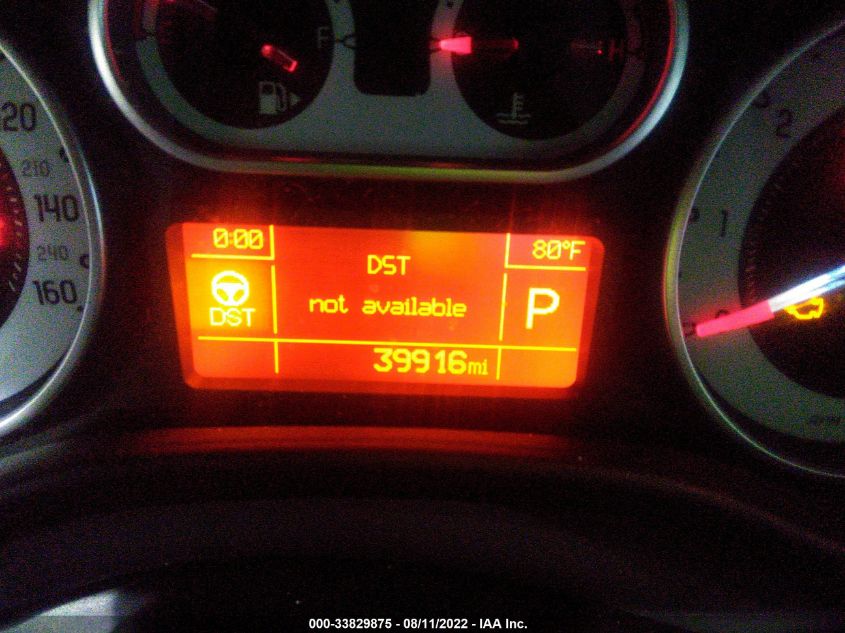 F
H
20
210
140
240
160
2
1
0
0:00
80°F
DST
DST
not available
P
39916mi
000-33829875 - 08/11/2022 - IAA Inc.